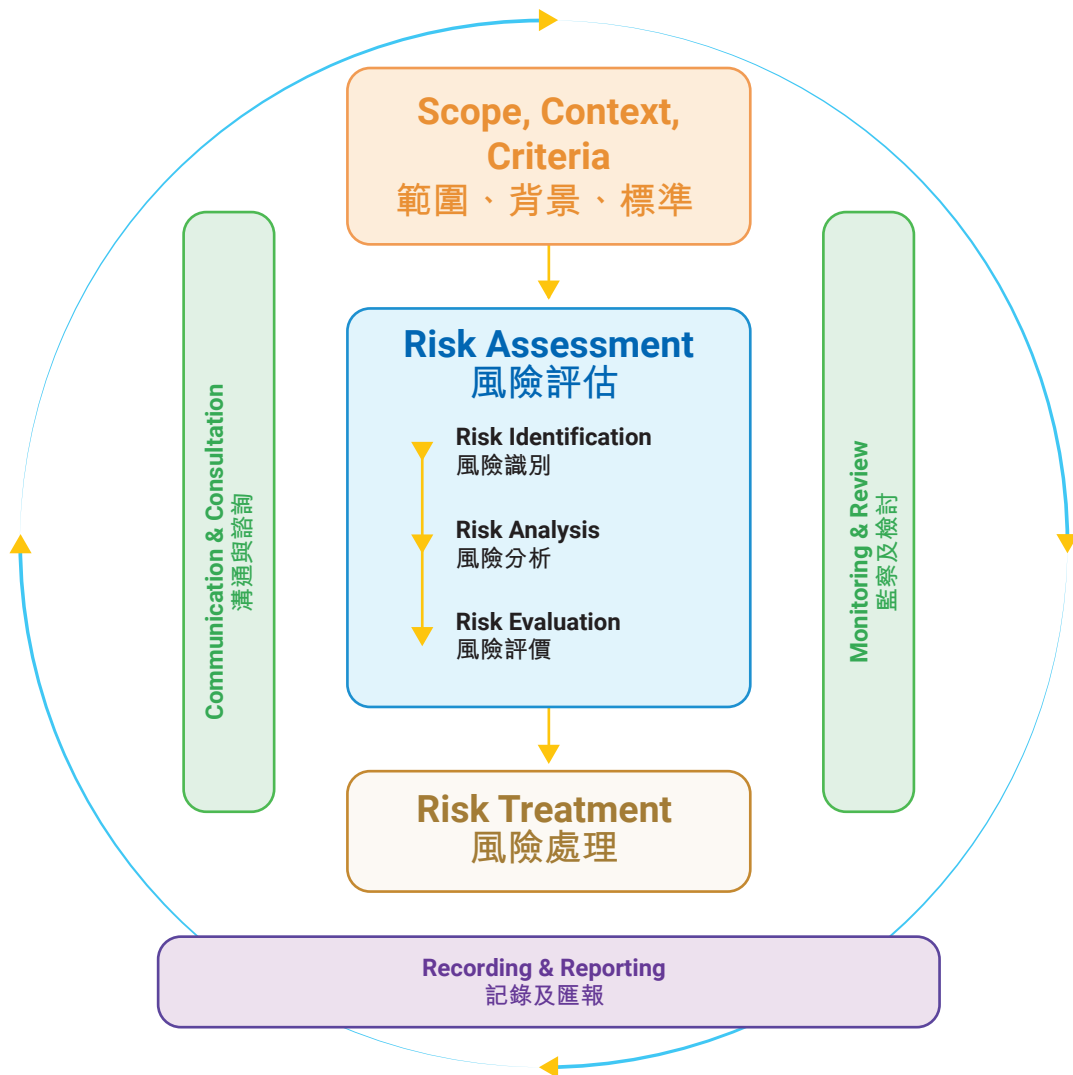 Scope, Context,
Criteria
範圍、背景、標準
Communication & Consultation
溝通與諮詢
Risk Assessment
風險評估
Risk Identification
風險識別
Risk Analysis
風險分析
Risk Evaluation
風險評價
Monitoring & Review
監察及檢討
Risk Treatment
風險處理
Recording & Reporting
記錄及匯報